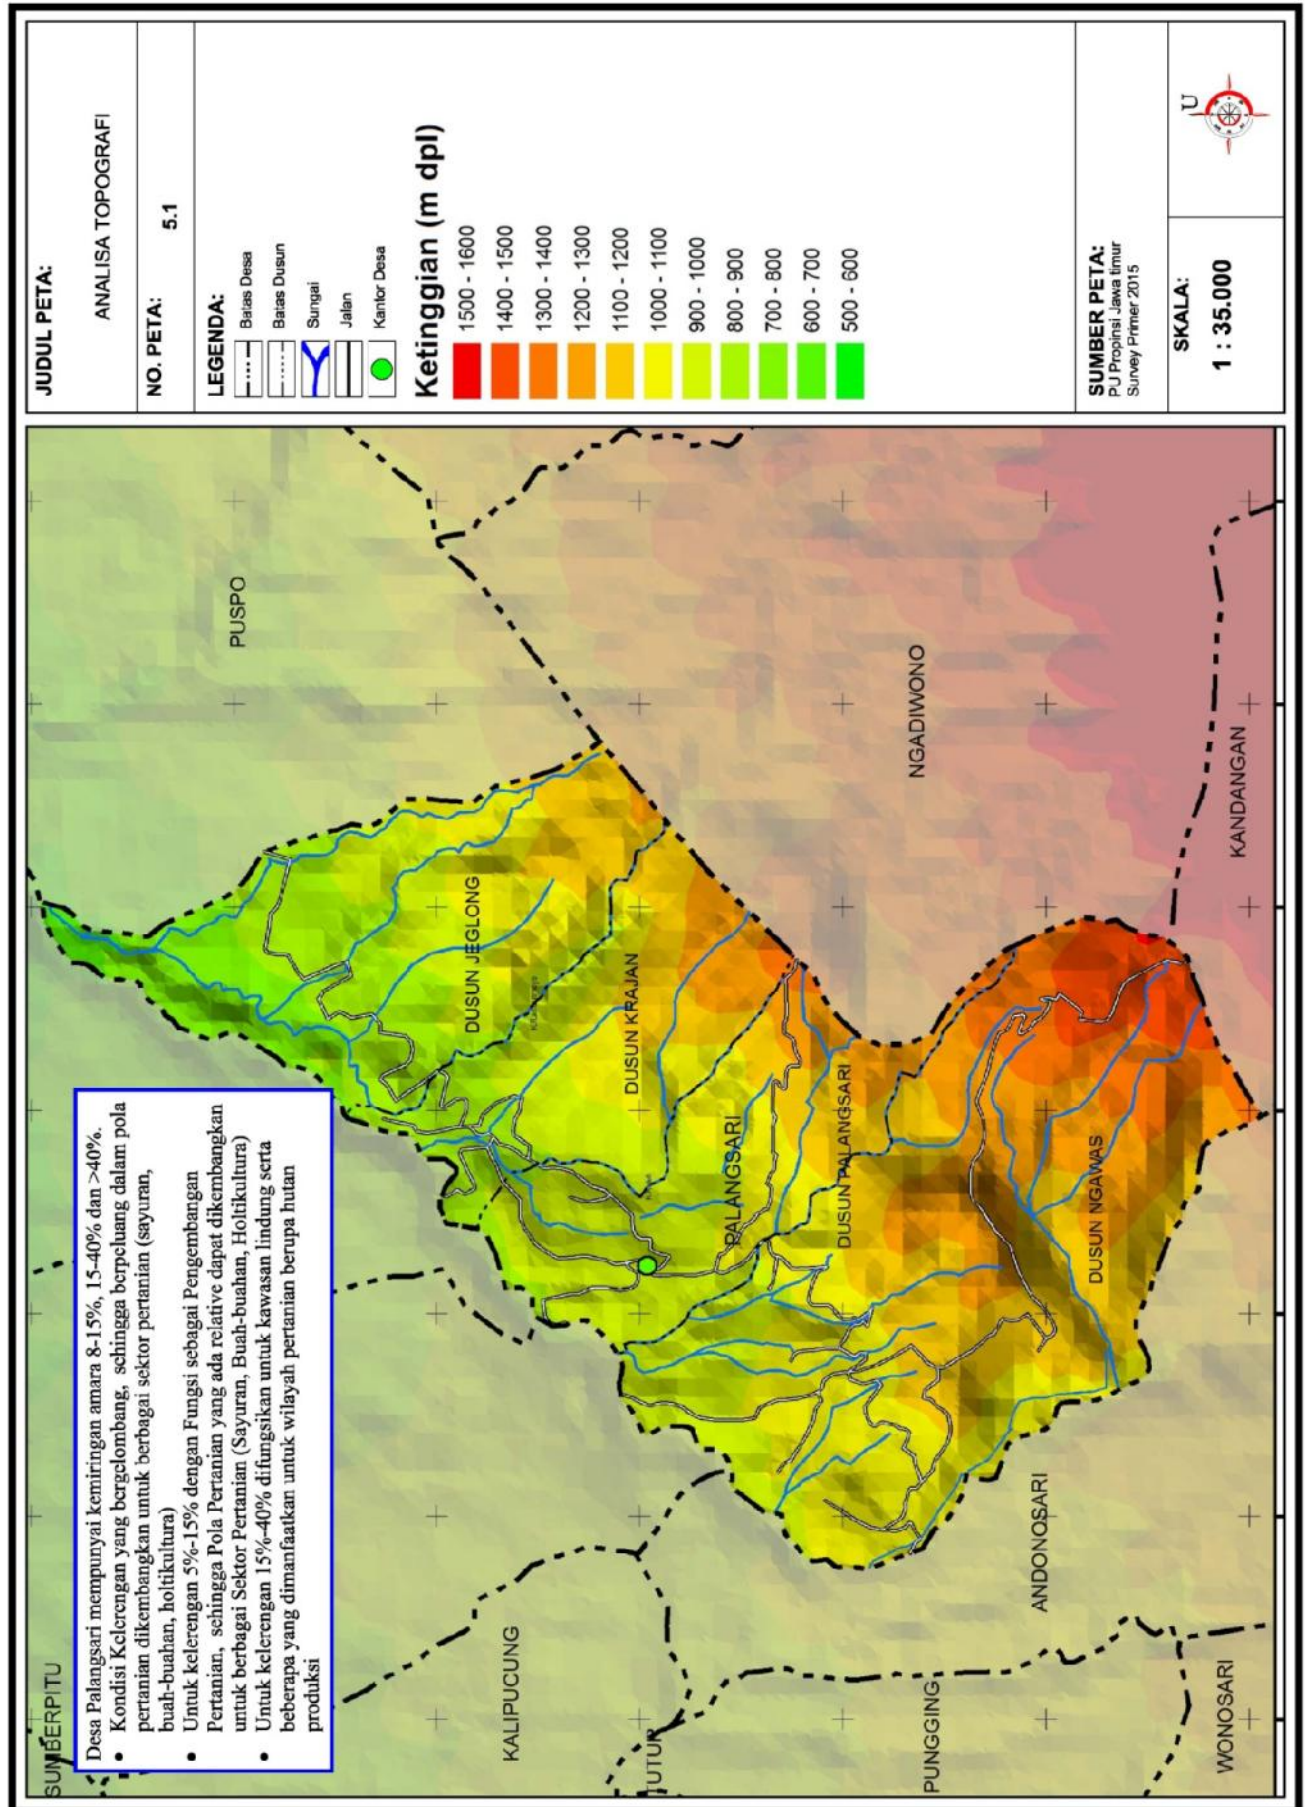 JUDUL PETA:
ANALISA TOPOGRAFI
NO. PETA:
5.1
LEGENDA:
Batas Desa
Batas Dusun
Sungai
Jalan
Kantor Desa
Ketinggian (m dpl)
1500 - 1600
1400 - 1500
1300 - 1400
1200 - 1300
1100 - 1200
1000 - 1100
900 - 1000
800 - 900
700 - 800
600 - 700
500 - 600
SUMBER PETA:
PU Propinsi Jawa timur
Survey Primer 2015
SKALA:
1 : 35.000
U
SUMBERPITU
Desa Palangsari mempunyai kemiringan antara 8-15%, 15-40% dan >40%.
• Kondisi Kelerengan yang bergelombang, sehingga berpeluang dalam pola
pertanian dikembangkan untuk berbagai sektor pertanian (sayuran,
buah-buahan, holtikultura)
• Untuk kelerengan 5%-15% dengan Fungsi sebagai Pengembangan
Pertanian, sehingga Pola Pertanian yang ada relative dapat dikembangkan
untuk berbagai Sektor Pertanian (Sayuran, Buah-buahan, Holtikultura)
• Untuk kelerengan 15%-40% difungsikan untuk kawasan lindung serta
beberapa yang dimanfaatkan untuk wilayah pertanian berupa hutan
produksi
PUSPO
KALIPUCUNG
DUSUN JEGLONG
DUSUN KRAJAN
TUTUR
PALANGSARI
DUSUN PALANGSARI
NGADIWONO
PUNGGING
ANDONOSARI
DUSUN NGAWAS
WONOSARI
KANDANGAN